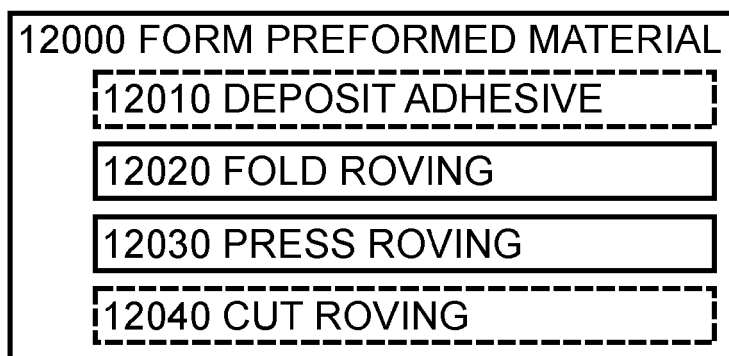 12000 FORM PREFORMED MATERIAL
12010 DEPOSIT ADHESIVE
12020 FOLD ROVING
12030 PRESS ROVING
12040 CUT ROVING